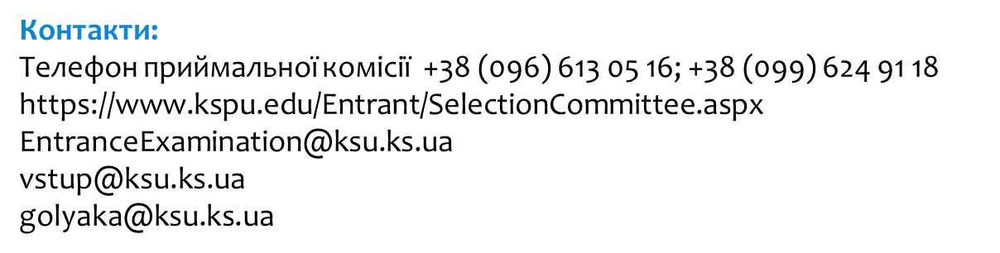 Контакти:
Телефон приймальної комісії +38 (096) 613 05 16; +38 (099) 624 91 18
https://www.kspu.edu/Entrant/SelectionCommittee.aspx
EntranceExamination@ksu.ks.ua
vstup@ksu.ks.ua
golyaka@ksu.ks.ua